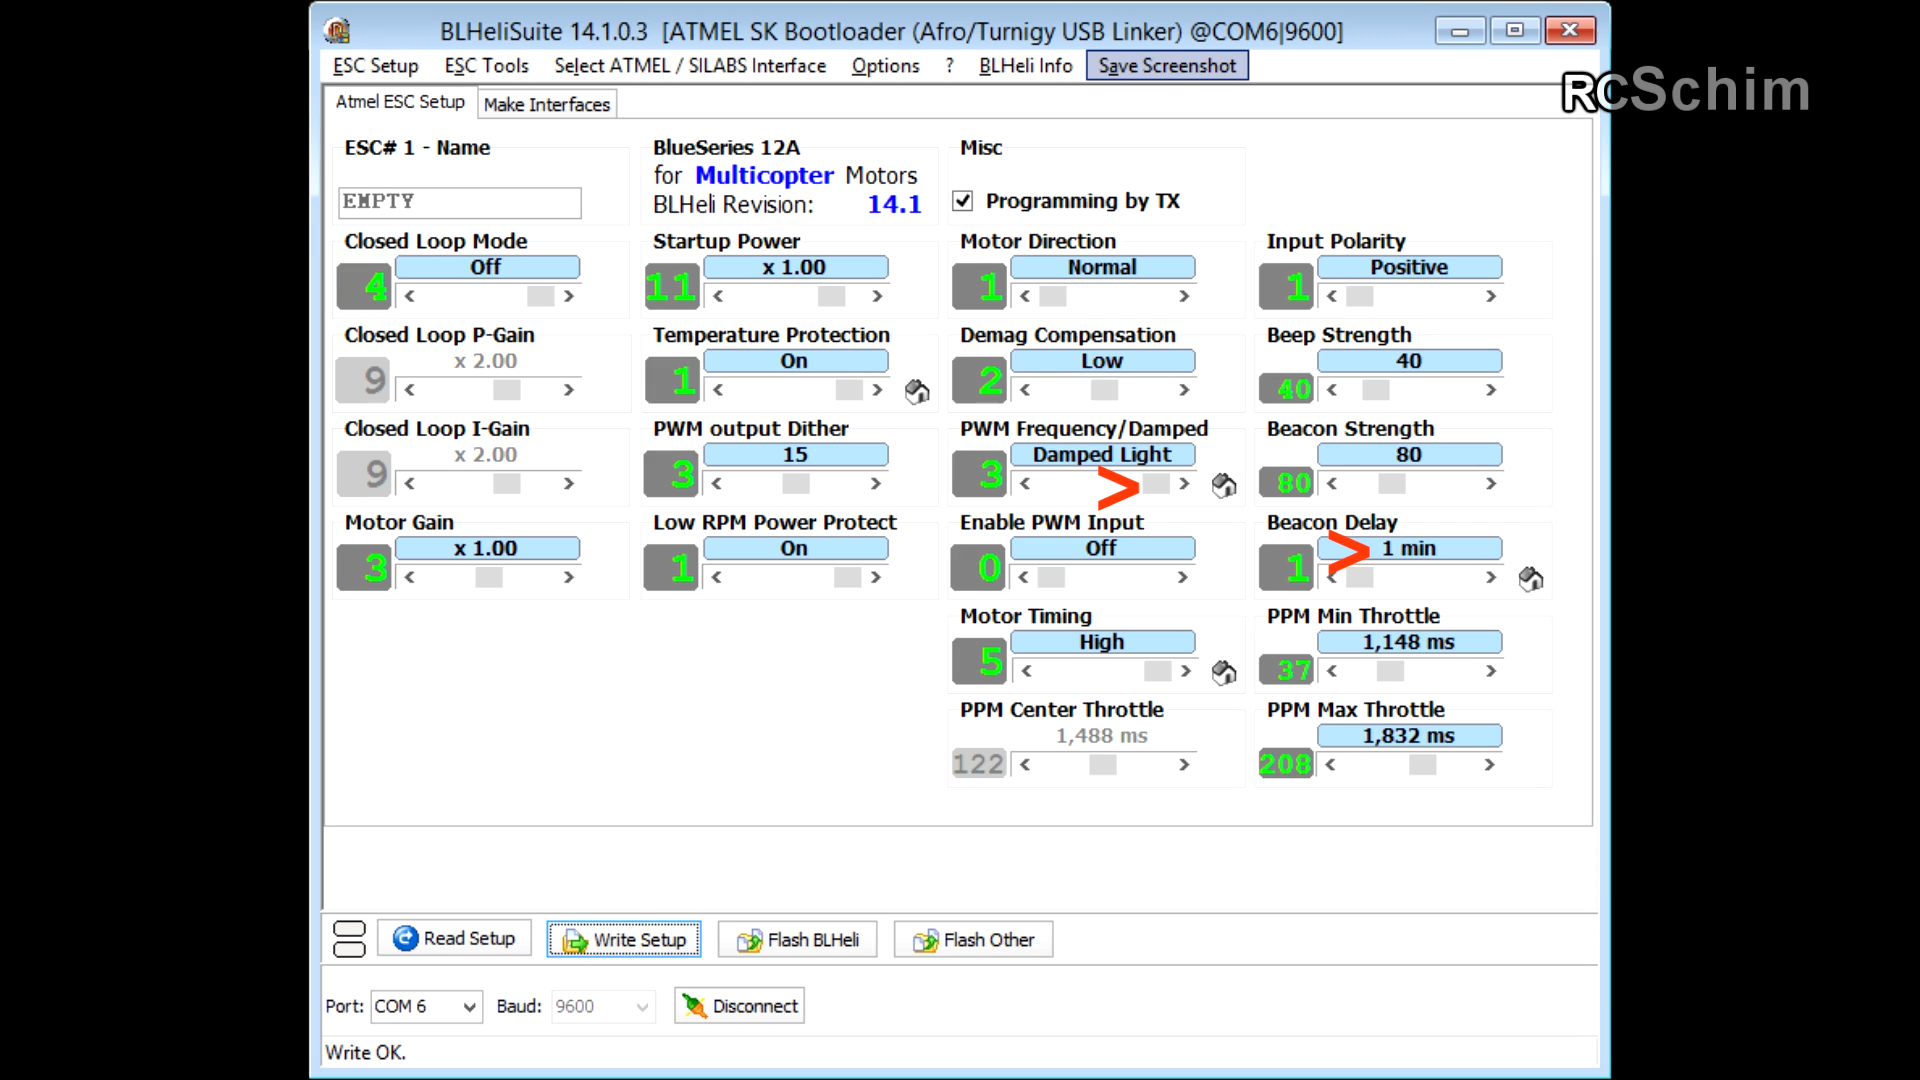 BLHeliSuite 14.1.0.3 [ATMEL SK Bootloader (Afro/Turnigy USB Linker) @COM6|9600]
ESC Setup ESC Tools Select ATMEL / SILABS Interface Options ? BLHeli Info Save Screenshot
RCSchim
Atmel ESC Setup Make Interfaces
ESC# 1 - Name BlueSeries 12A Misc
for Multicopter Motors
EMPTY BLHeli Revision: 14.1 Programming by TX
Closed Loop Mode Startup Power Motor Direction Input Polarity
Off x 1.00 Normal Positive
4 11 1 1
Closed Loop P-Gain Temperature Protection Demag Compensation Beep Strength
x 2.00 On Low 40
9 1 2 40
Closed Loop I-Gain PWM output Dither PWM Frequency/Damped Beacon Strength
x 2.00 15 Damped Light 80
9 3 3 > 80
Motor Gain Low RPM Power Protect Enable PWM Input Beacon Delay
x 1.00 On Off > 1 min
3 1 0 1
Motor Timing PPM Min Throttle
High 1,148 ms
5 37
PPM Center Throttle PPM Max Throttle
1,488 ms 1,832 ms
122 208
Read Setup Write Setup Flash BLHeli Flash Other
Port: COM 6 Baud: 9600 Disconnect
Write OK.